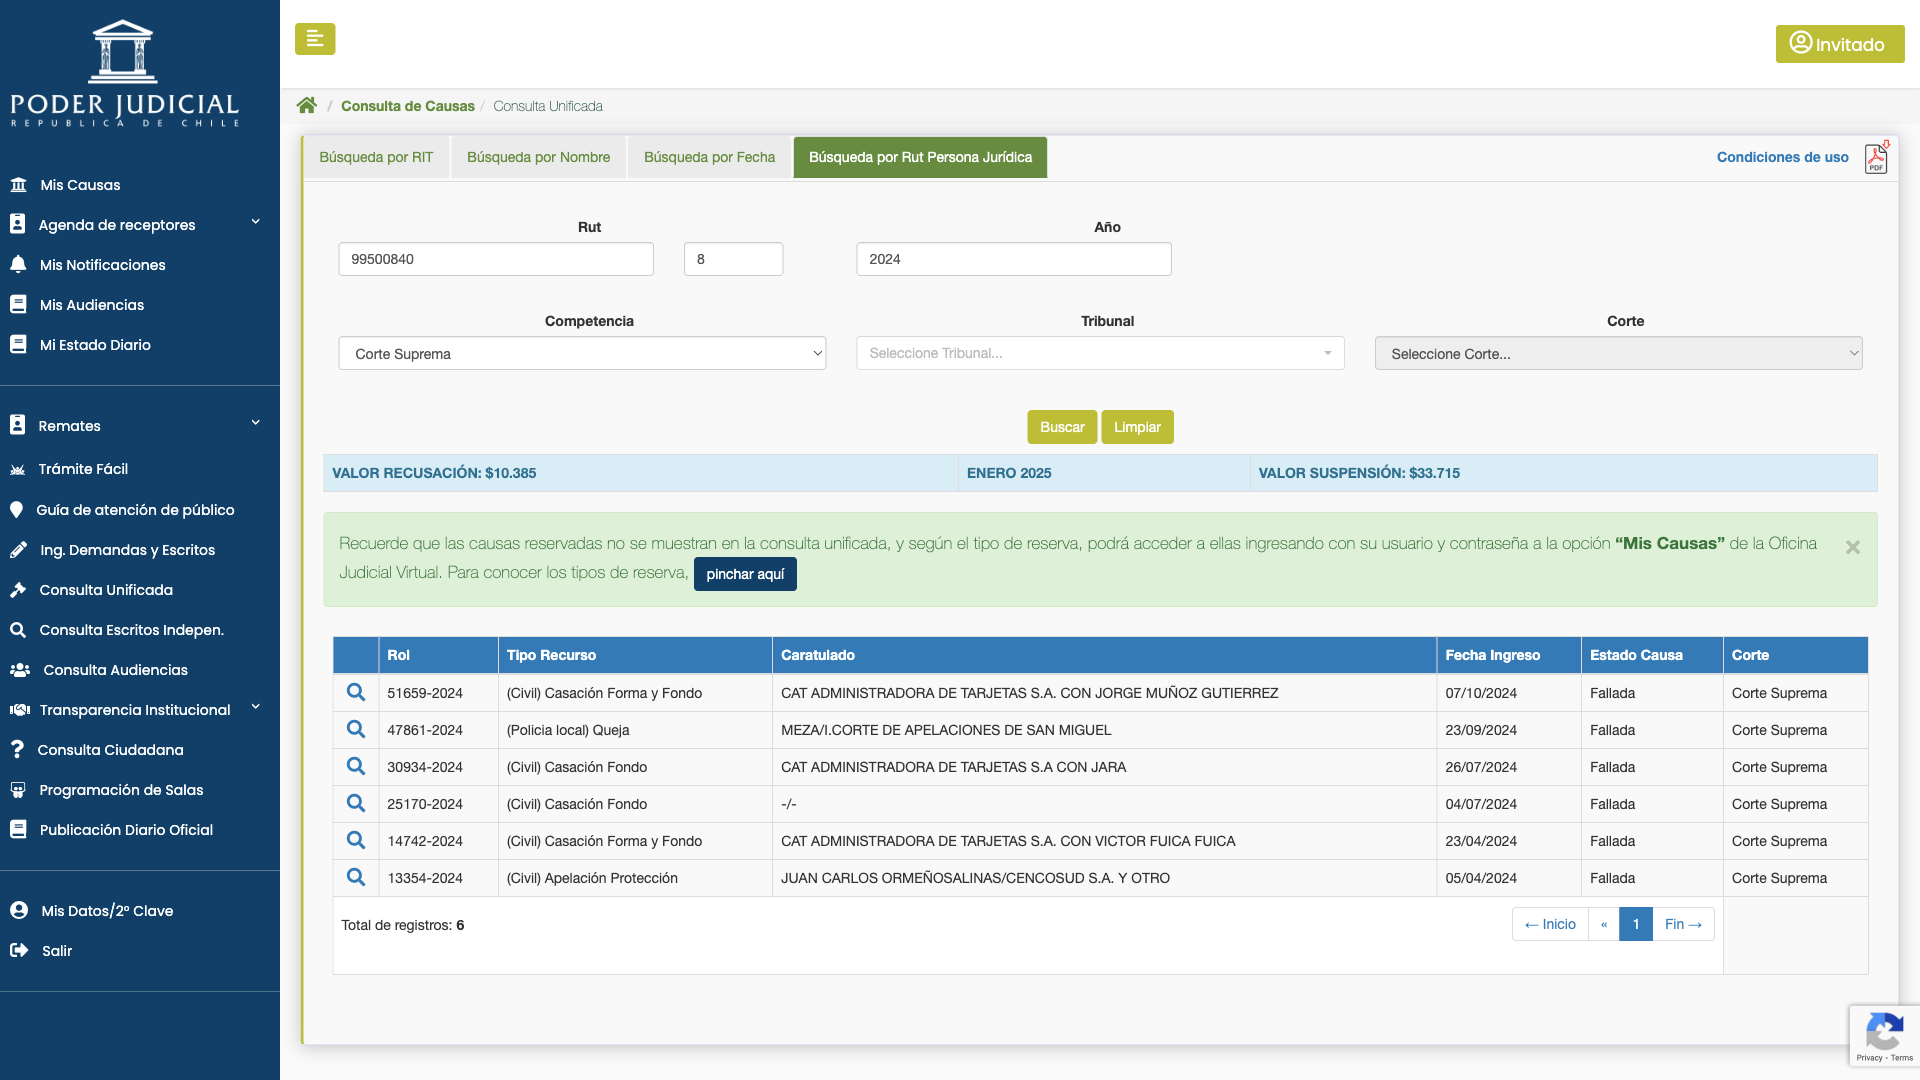 PODER JUDICIAL
REPUBLICA DE CHILE
Mis Causas
Agenda de receptores
Mis Notificaciones
Mis Audiencias
Mi Estado Diario
Remates
Trámite Fácil
Guía de atención de público
Ing. Demandas y Escritos
Consulta Unificada
Consulta Escritos Indepen.
Consulta Audiencias
Transparencia Institucional
Consulta Ciudadana
Programación de Salas
Publicación Diario Oficial
Mis Datos/2º Clave
Salir
Invitado
/ Consulta de Causas / Consulta Unificada
Búsqueda por RIT Búsqueda por Nombre Búsqueda por Fecha Búsqueda por Rut Persona Jurídica Condiciones de uso PDF
Rut Año
99500840 8 2024
Competencia Tribunal Corte
Corte Suprema Seleccione Tribunal... Seleccione Corte...
Buscar Limpiar
VALOR RECUSACIÓN: $10.385 ENERO 2025 VALOR SUSPENSIÓN: $33.715
Recuerde que las causas reservadas no se muestran en la consulta unificada, y según el tipo de reserva, podrá acceder a ellas ingresando con su usuario y contraseña a la opción “Mis Causas” de la Oficina ×
Judicial Virtual. Para conocer los tipos de reserva, pinchar aquí
Rol Tipo Recurso Caratulado Fecha Ingreso Estado Causa Corte
51659-2024 (Civil) Casación Forma y Fondo CAT ADMINISTRADORA DE TARJETAS S.A. CON JORGE MUÑOZ GUTIERREZ 07/10/2024 Fallada Corte Suprema
47861-2024 (Policia local) Queja MEZA/I.CORTE DE APELACIONES DE SAN MIGUEL 23/09/2024 Fallada Corte Suprema
30934-2024 (Civil) Casación Fondo CAT ADMINISTRADORA DE TARJETAS S.A CON JARA 26/07/2024 Fallada Corte Suprema
25170-2024 (Civil) Casación Fondo -/- 04/07/2024 Fallada Corte Suprema
14742-2024 (Civil) Casación Forma y Fondo CAT ADMINISTRADORA DE TARJETAS S.A. CON VICTOR FUICA FUICA 23/04/2024 Fallada Corte Suprema
13354-2024 (Civil) Apelación Protección JUAN CARLOS ORMEÑOSALINAS/CENCOSUD S.A. Y OTRO 05/04/2024 Fallada Corte Suprema
Total de registros: 6 ← Inicio « 1 Fin →
Privacy - Terms